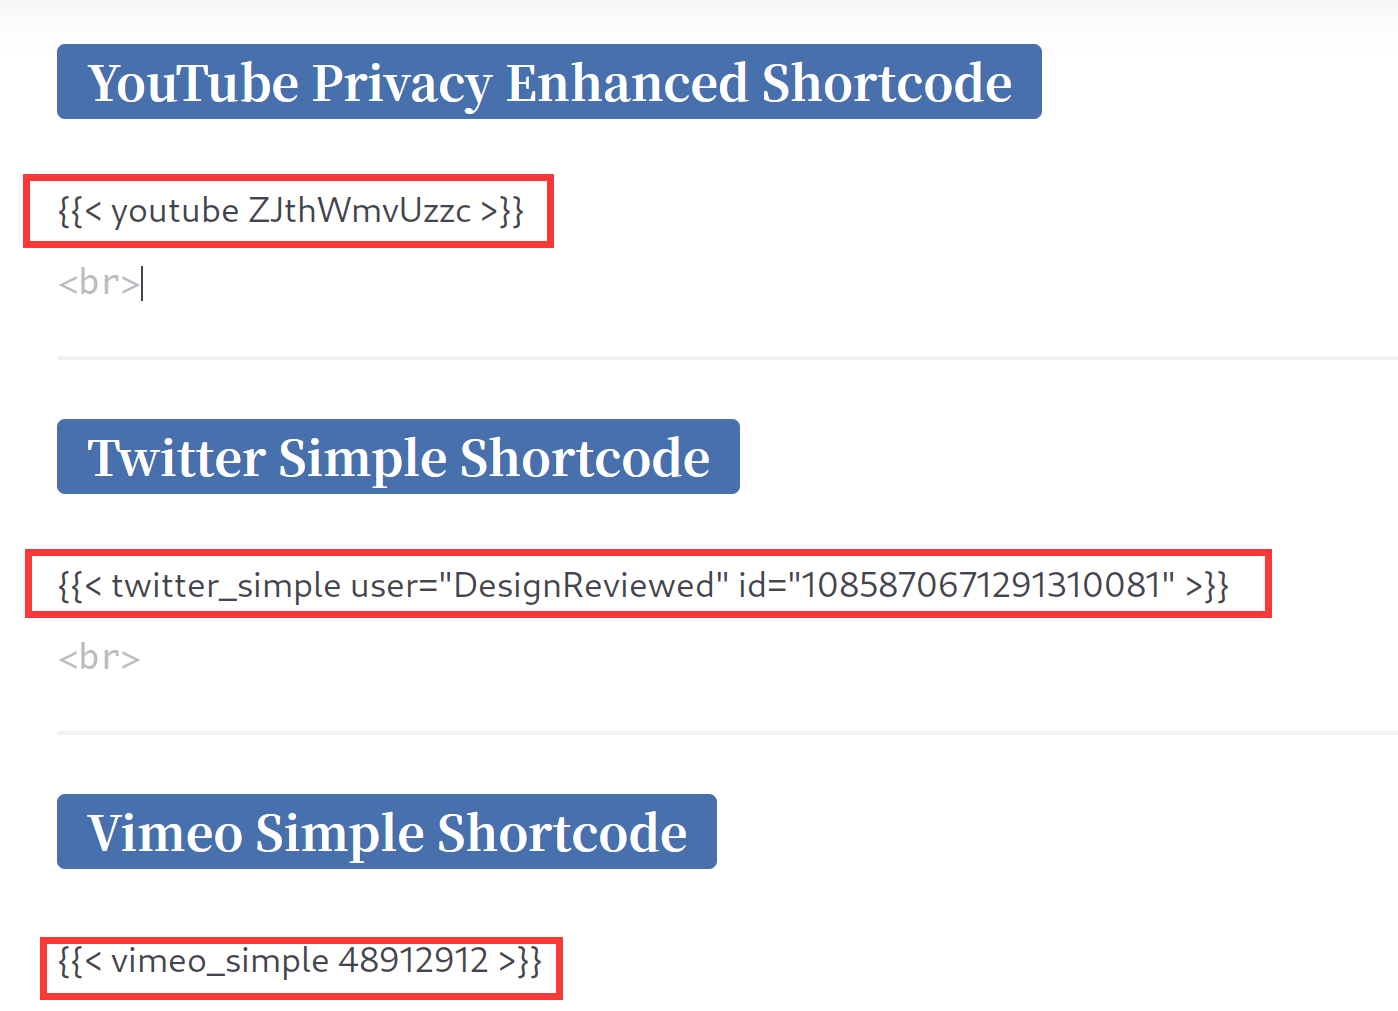 YouTube Privacy Enhanced Shortcode
{{< youtube ZJthWmvUzzc >}}
<br>
Twitter Simple Shortcode
{{< twitter_simple user="DesignReviewed" id="1085870671291310081" >}}
<br>
Vimeo Simple Shortcode
{{< vimeo_simple 48912912 >}}